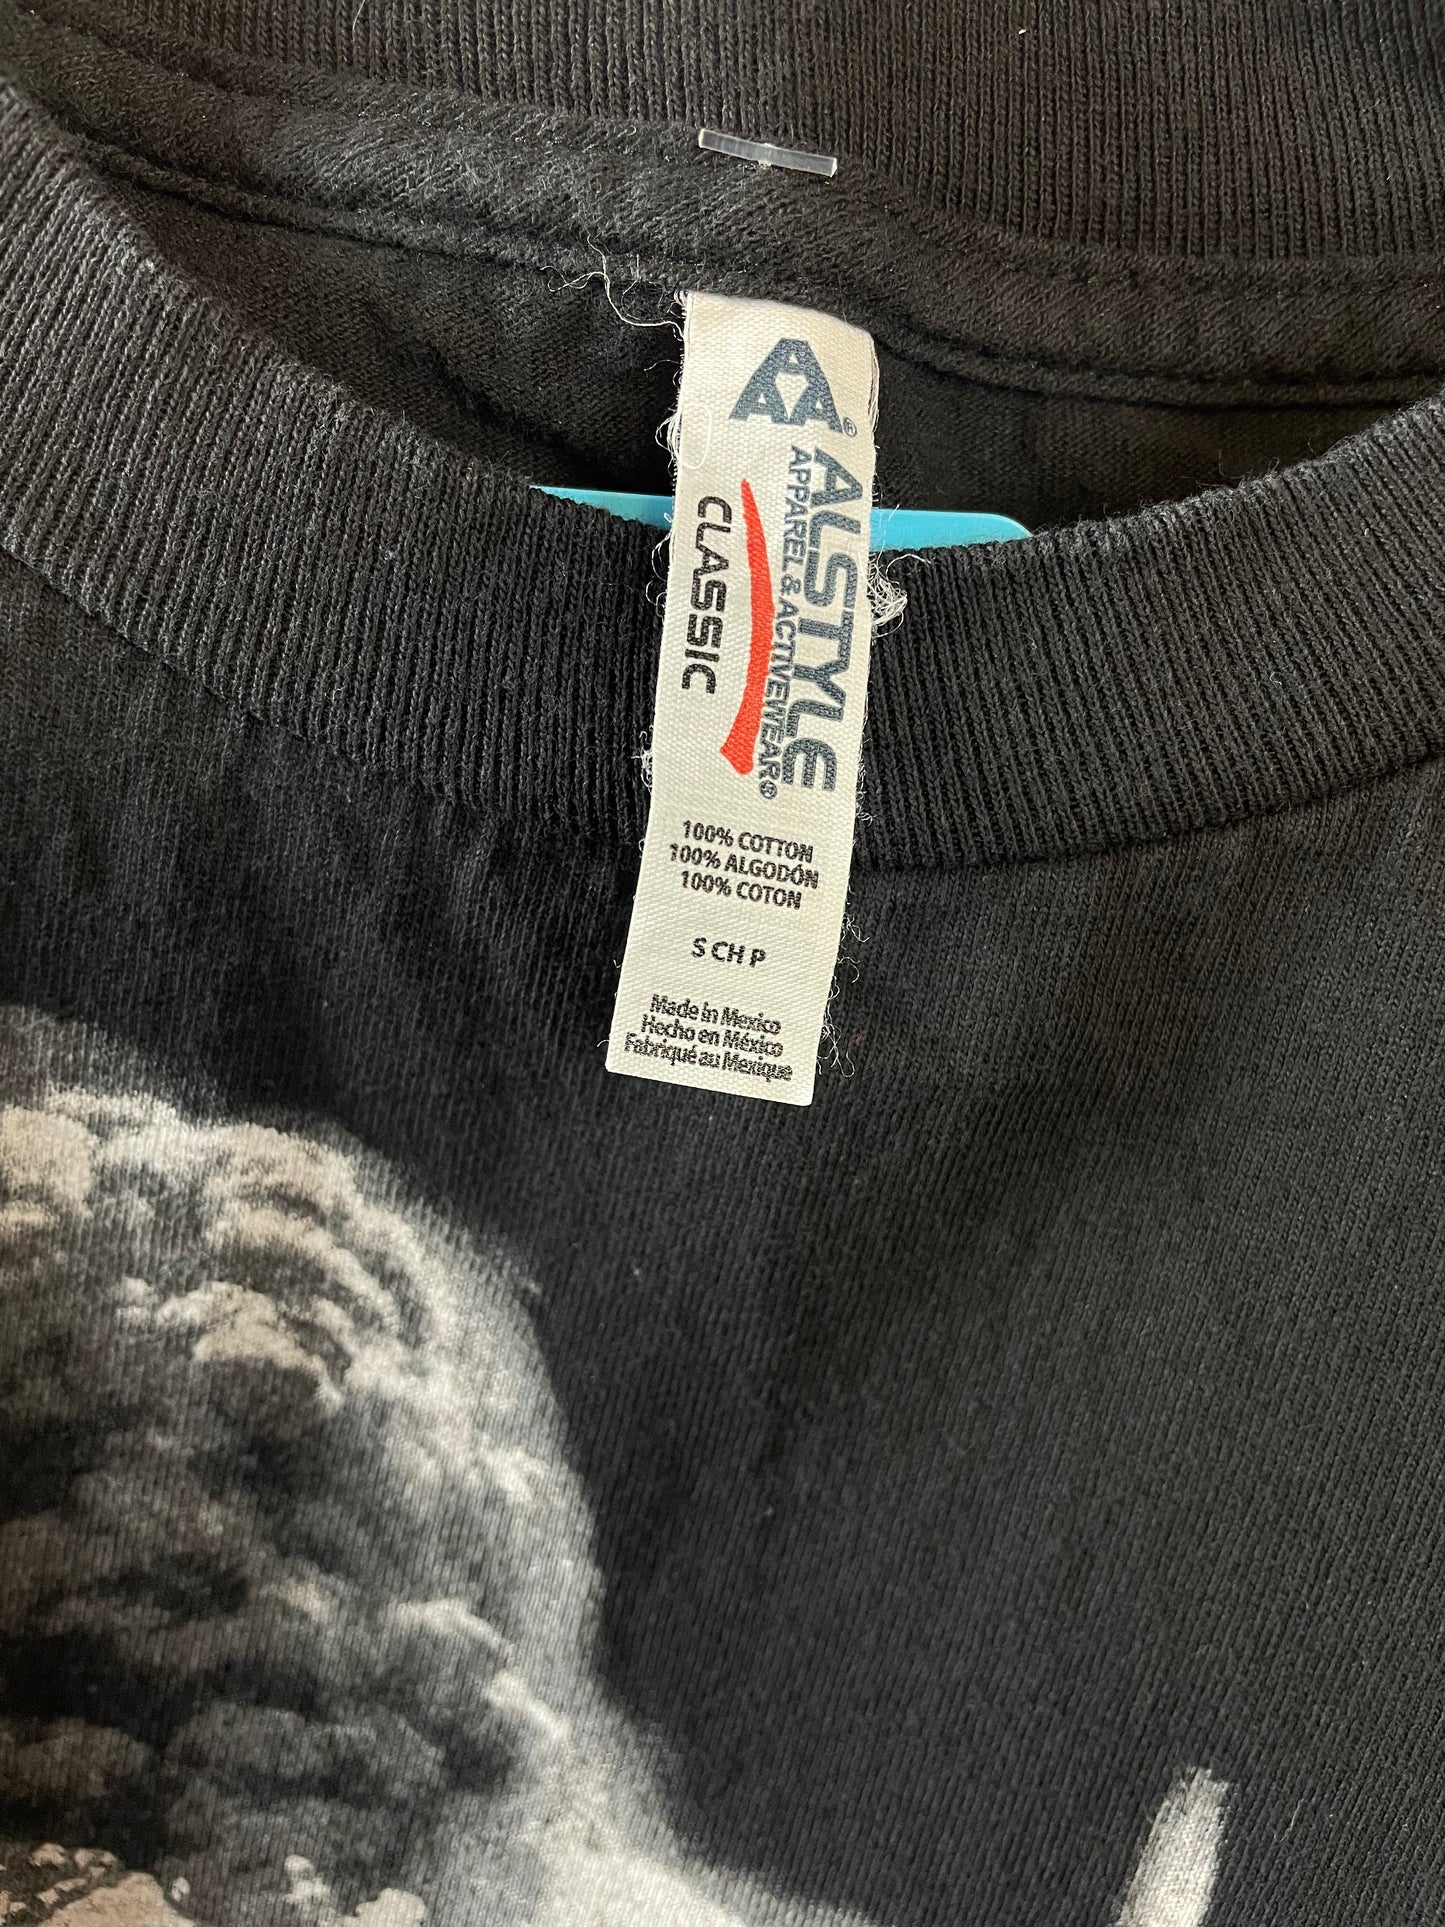 AAA®
ALSTYLE
APPAREL & ACTIVEWEAR®
CLASSIC
100% COTTON
100% ALGODÓN
100% COTON
S CH P
Made in Mexico
Hecho en México
Fabriqué au Mexique